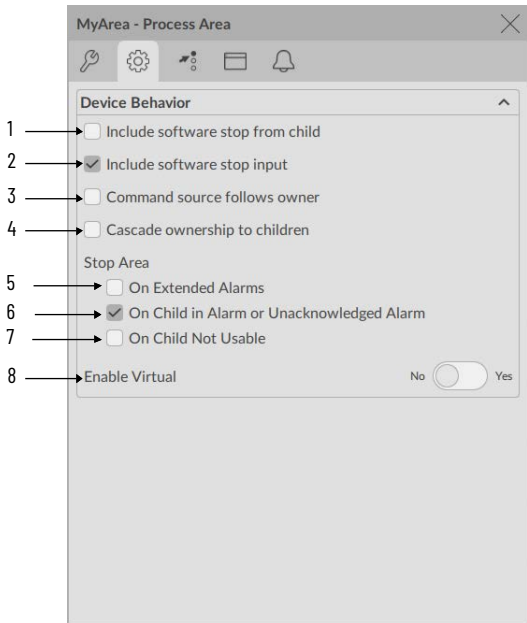 MyArea - Process Area
Device Behavior
1 Include software stop from child
2 Include software stop input
3 Command source follows owner
4 Cascade ownership to children
Stop Area
5 On Extended Alarms
6 On Child in Alarm or Unacknowledged Alarm
7 On Child Not Usable
8 Enable Virtual No Yes